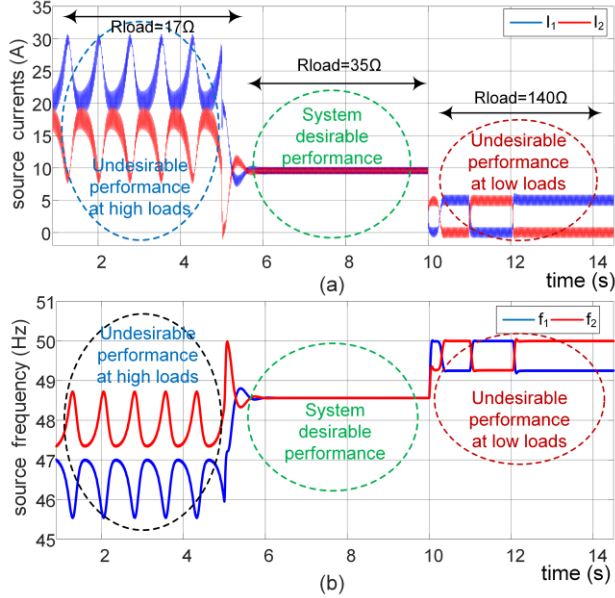 Rload=17Ω
I₁ I₂
Rload=35Ω
Rload=140Ω
source currents (A)
35
30
25
20
15
10
5
0
Undesirable
performance
at high loads
System
desirable
performance
Undesirable
performance
at low loads
2 4 6 8 10 12 14
time (s)
(a)
source frequency (Hz)
51
50
49
48
47
46
45
f₁ f₂
Undesirable
performance
at high loads
System
desirable
performance
Undesirable
performance
at low loads
2 4 6 8 10 12 14
time (s)
(b)